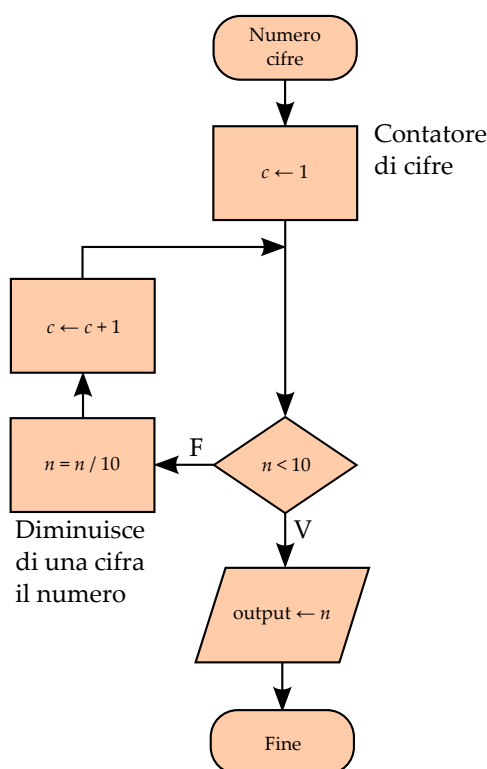 Numero
cifre
Contatore
di cifre
c ← 1
c ← c + 1
n = n / 10
F
n < 10
Diminuisce
di una cifra
il numero
V
output ← n
Fine